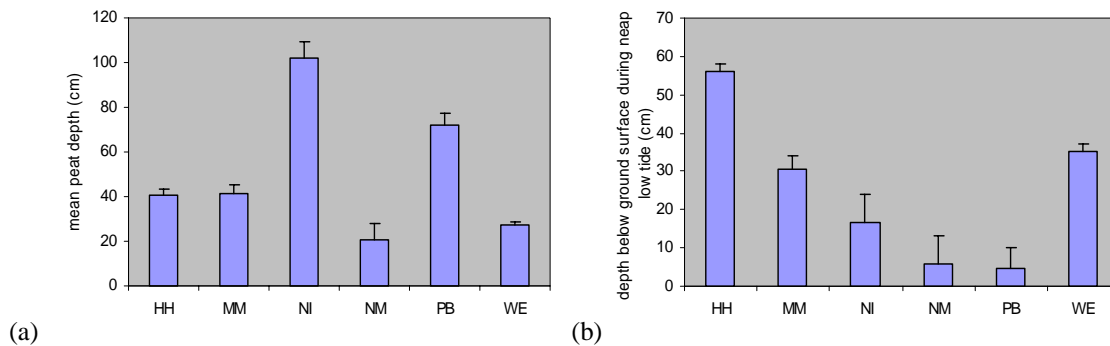 120
100
80
60
40
20
0
mean peat depth (cm)
HH MM NI NM PB WE
(a)
70
60
50
40
30
20
10
0
depth below ground surface during neap
low tide (cm)
HH MM NI NM PB WE
(b)